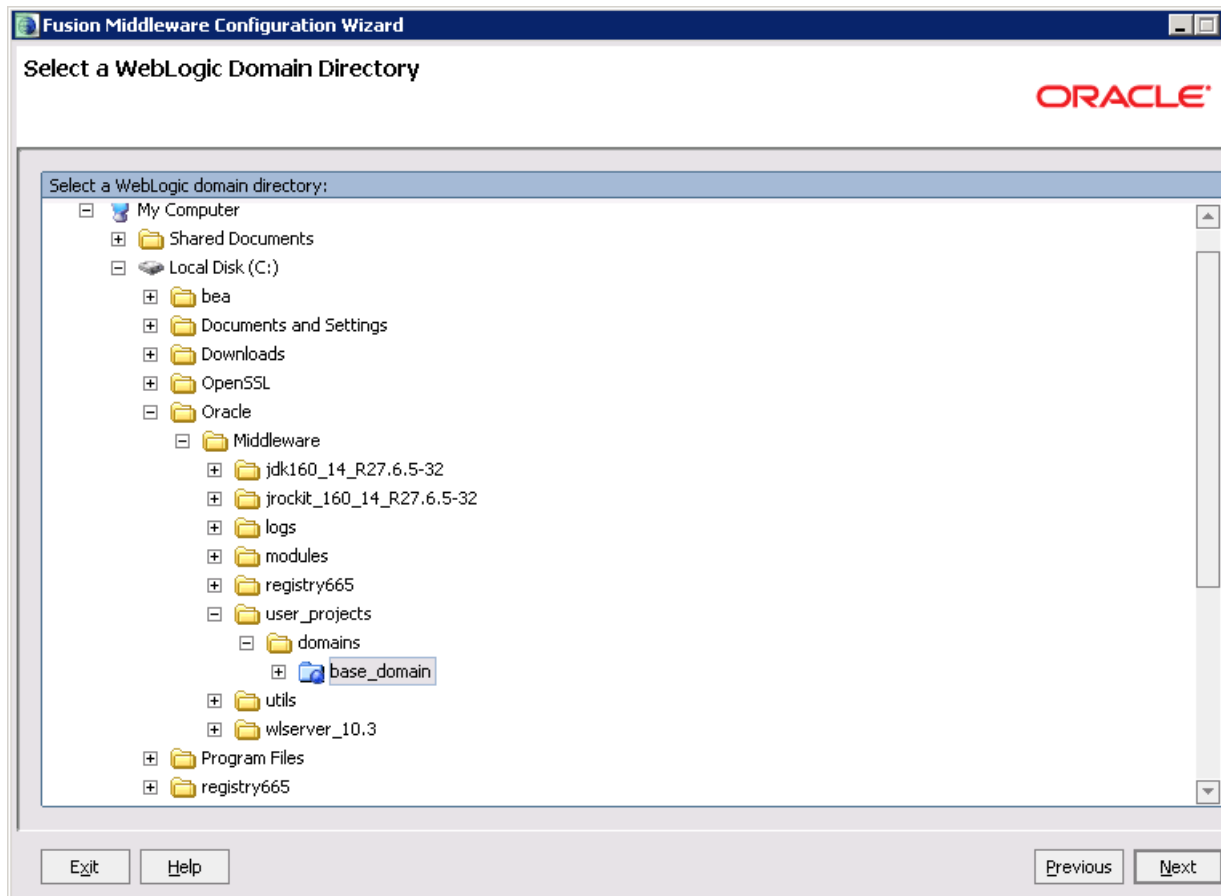 Fusion Middleware Configuration Wizard
Select a WebLogic Domain Directory
ORACLE
Select a WebLogic domain directory:
My Computer
Shared Documents
Local Disk (C:)
bea
Documents and Settings
Downloads
OpenSSL
Oracle
Middleware
jdk160_14_R27.6.5-32
jrockit_160_14_R27.6.5-32
logs
modules
registry665
user_projects
domains
base_domain
utils
wlserver_10.3
Program Files
registry665
Exit Help Previous Next